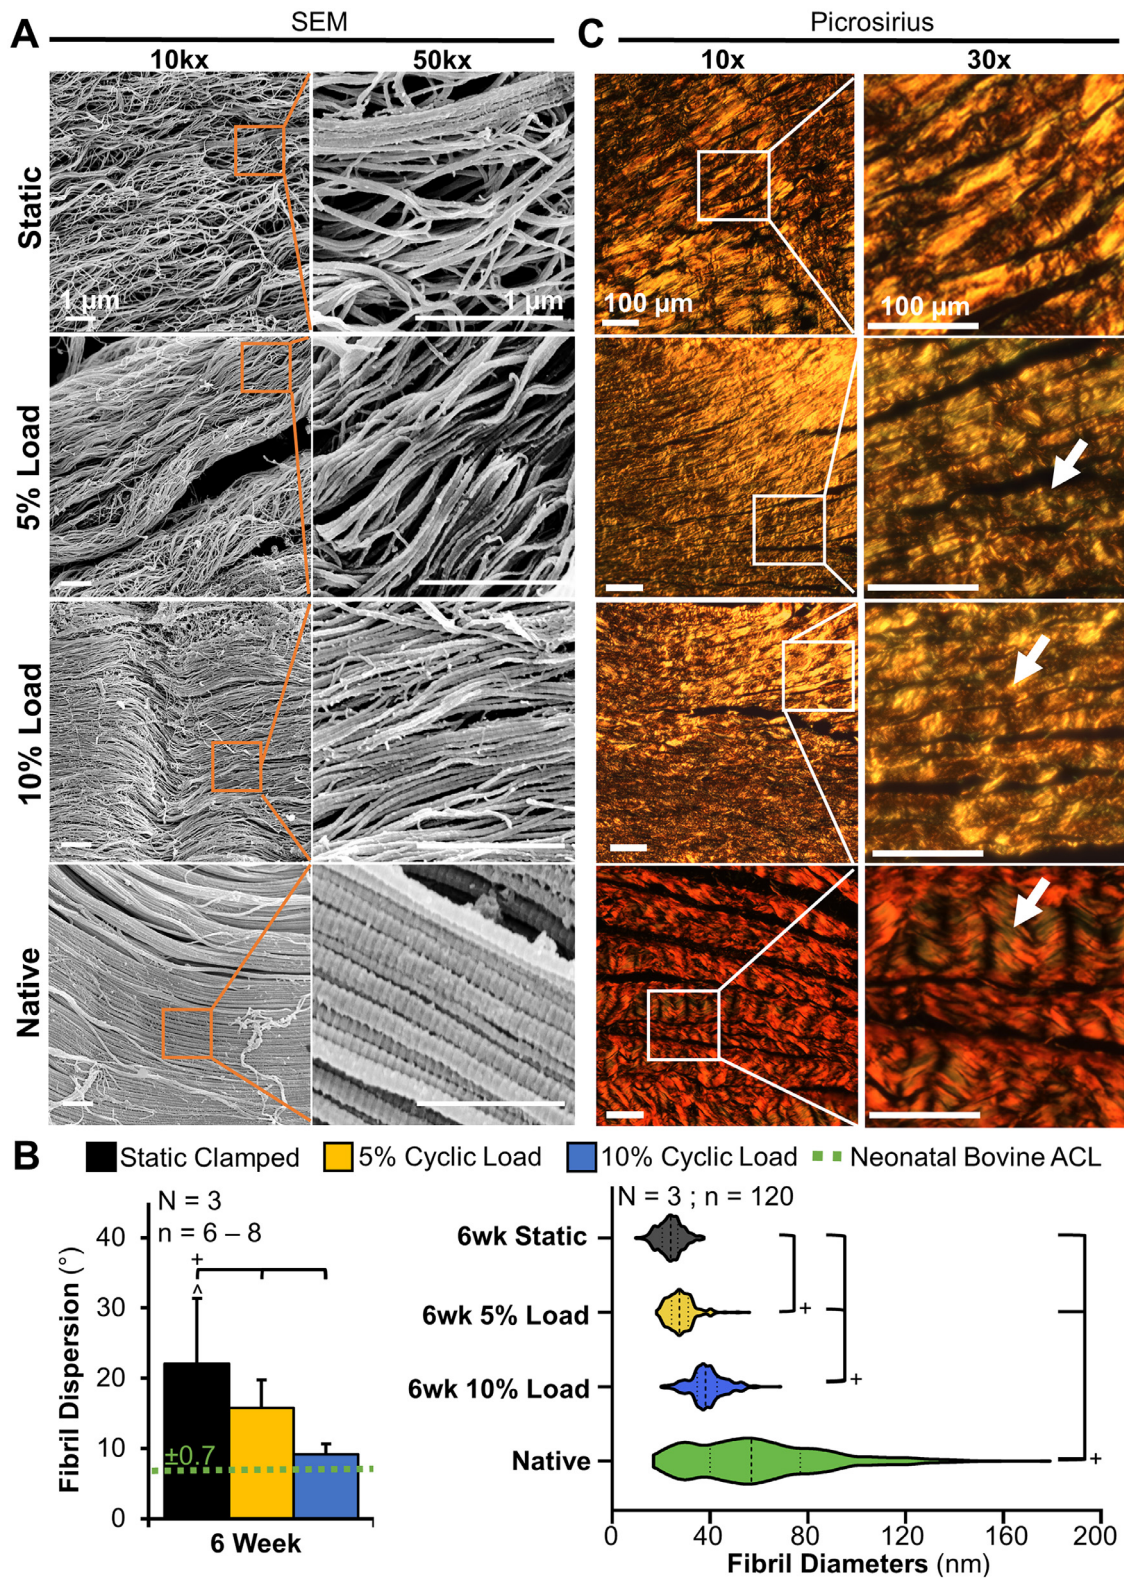 A
SEM
10kx
50kx
C
Picrosirius
10x
30x
Static
1 µm
1 µm
100 µm
100 µm
5% Load
10% Load
Native
B
Static Clamped
5% Cyclic Load
10% Cyclic Load
Neonatal Bovine ACL
N = 3
n = 6 – 8
+
^
Fibril Dispersion (°)
40
30
20
10
0
±0.7
6 Week
N = 3 ; n = 120
6wk Static
6wk 5% Load
6wk 10% Load
Native
+
+
+
0
40
80
120
160
200
Fibril Diameters (nm)